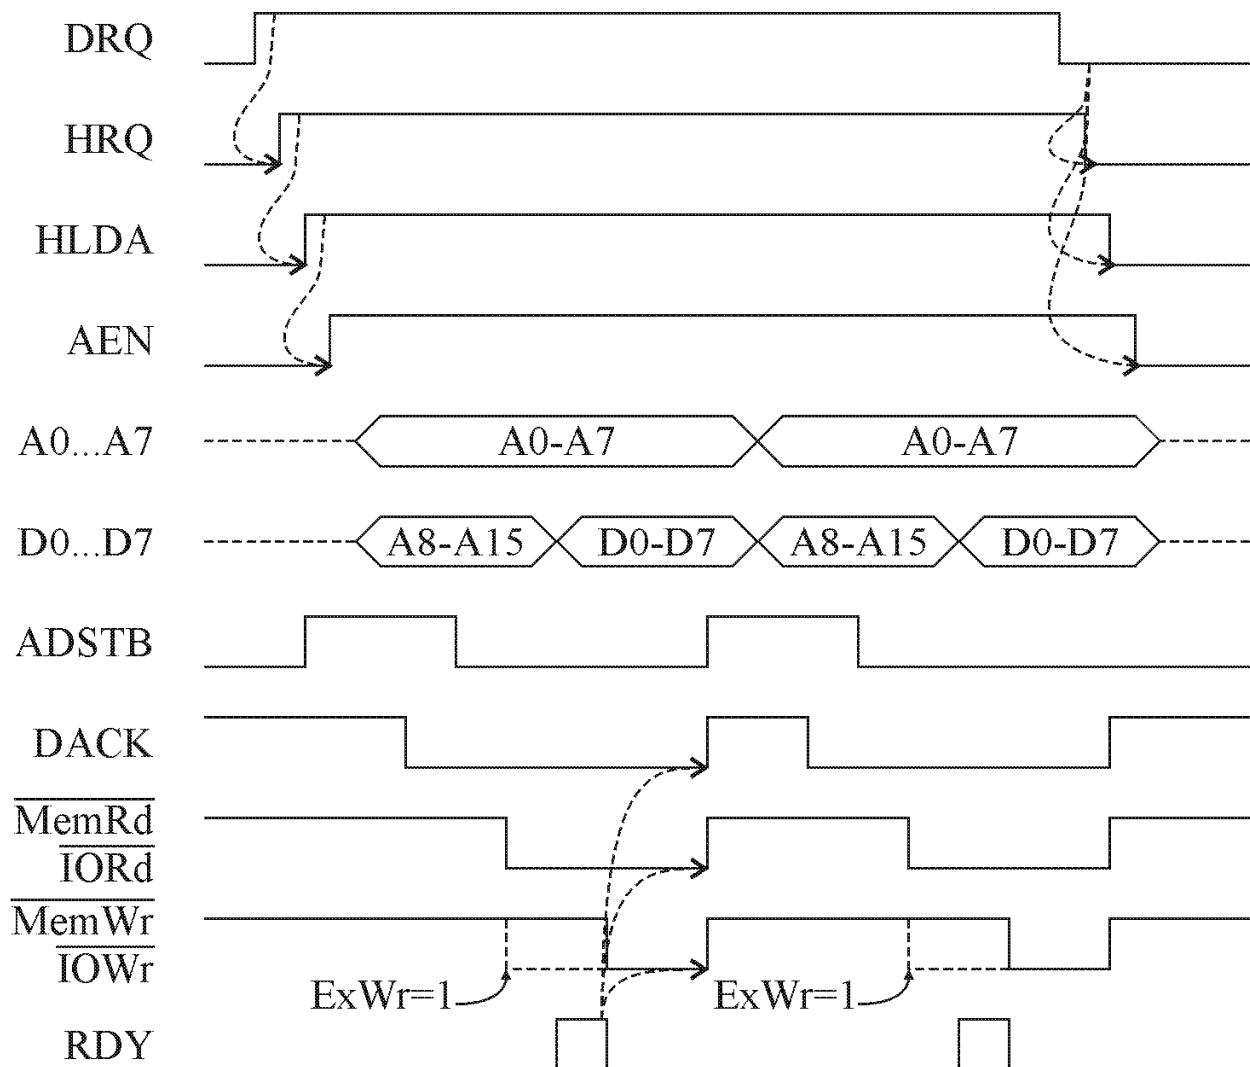 DRQ
HRQ
HLDA
AEN
A0...A7 A0-A7 A0-A7
D0...D7 A8-A15 D0-D7 A8-A15 D0-D7
ADSTB
DACK
MemRd
IORd
MemWr
IOWr
ExWr=1 ExWr=1
RDY